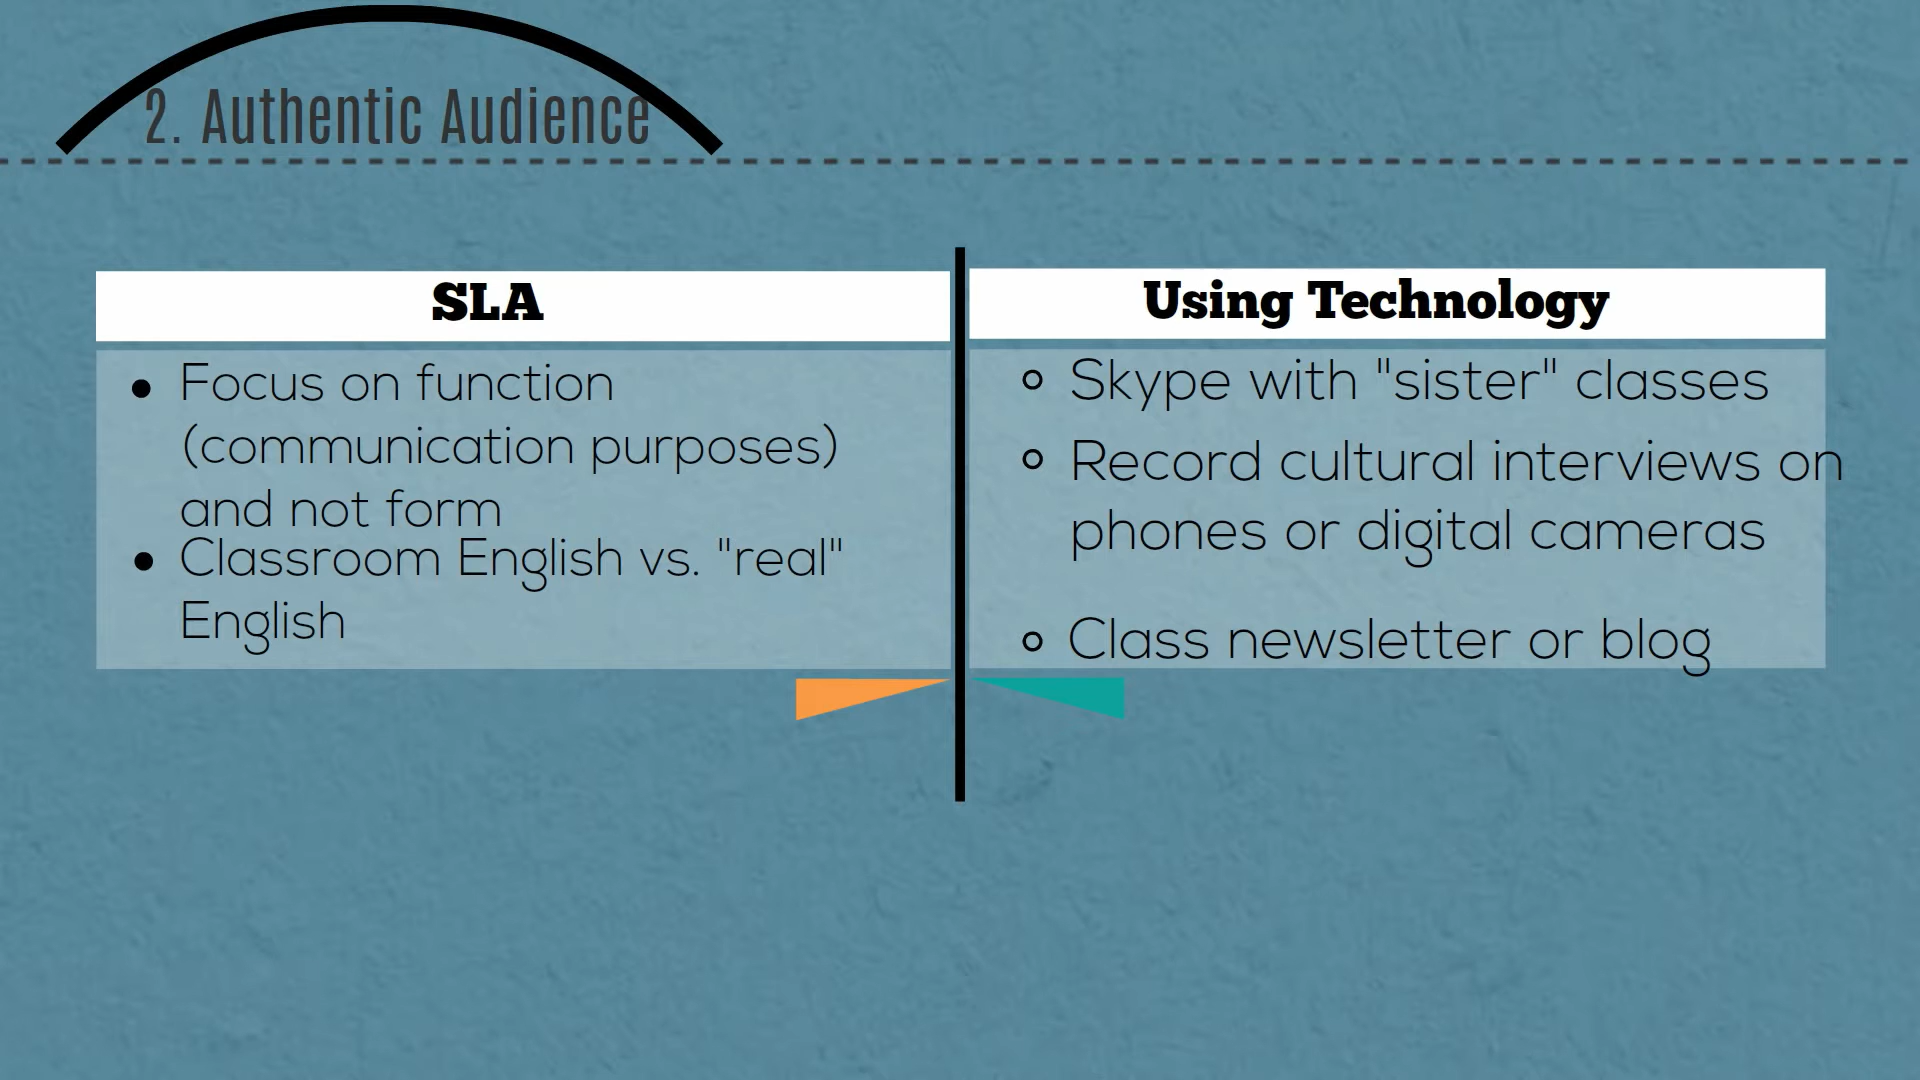 2. Authentic Audience
SLA
• Focus on function
(communication purposes)
and not form
• Classroom English vs. "real"
English
Using Technology
○ Skype with "sister" classes
○ Record cultural interviews on
phones or digital cameras
○ Class newsletter or blog